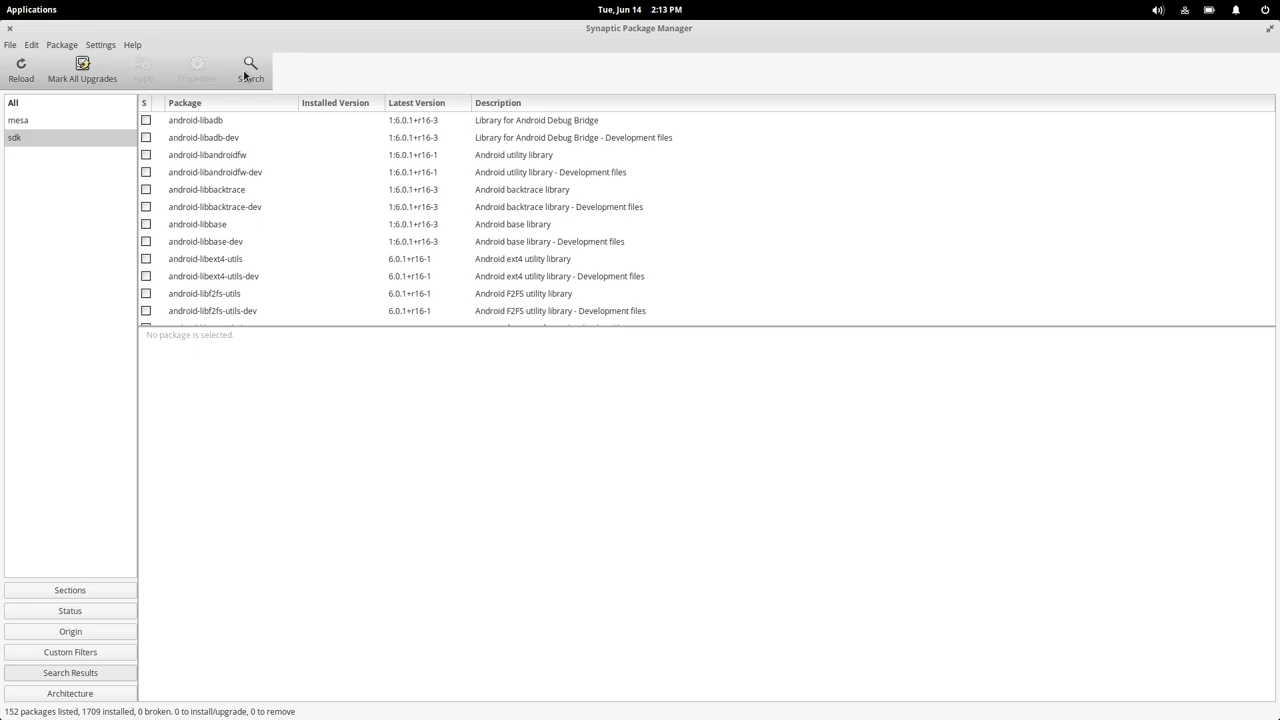 Applications
Tue, Jun 14 2:13 PM
Synaptic Package Manager
File Edit Package Settings Help
Reload Mark All Upgrades Apply Properties Search
All
mesa
sdk
S Package Installed Version Latest Version Description
android-libadb 1:6.0.1+r16-3 Library for Android Debug Bridge
android-libadb-dev 1:6.0.1+r16-3 Library for Android Debug Bridge - Development files
android-libandroidfw 1:6.0.1+r16-1 Android utility library
android-libandroidfw-dev 1:6.0.1+r16-1 Android utility library - Development files
android-libbacktrace 1:6.0.1+r16-3 Android backtrace library
android-libbacktrace-dev 1:6.0.1+r16-3 Android backtrace library - Development files
android-libbase 1:6.0.1+r16-3 Android base library
android-libbase-dev 1:6.0.1+r16-3 Android base library - Development files
android-libext4-utils 6.0.1+r16-1 Android ext4 utility library
android-libext4-utils-dev 6.0.1+r16-1 Android ext4 utility library - Development files
android-libf2fs-utils 6.0.1+r16-1 Android F2FS utility library
android-libf2fs-utils-dev 6.0.1+r16-1 Android F2FS utility library - Development files
No package is selected.
Sections
Status
Origin
Custom Filters
Search Results
Architecture
152 packages listed, 1709 installed, 0 broken. 0 to install/upgrade, 0 to remove